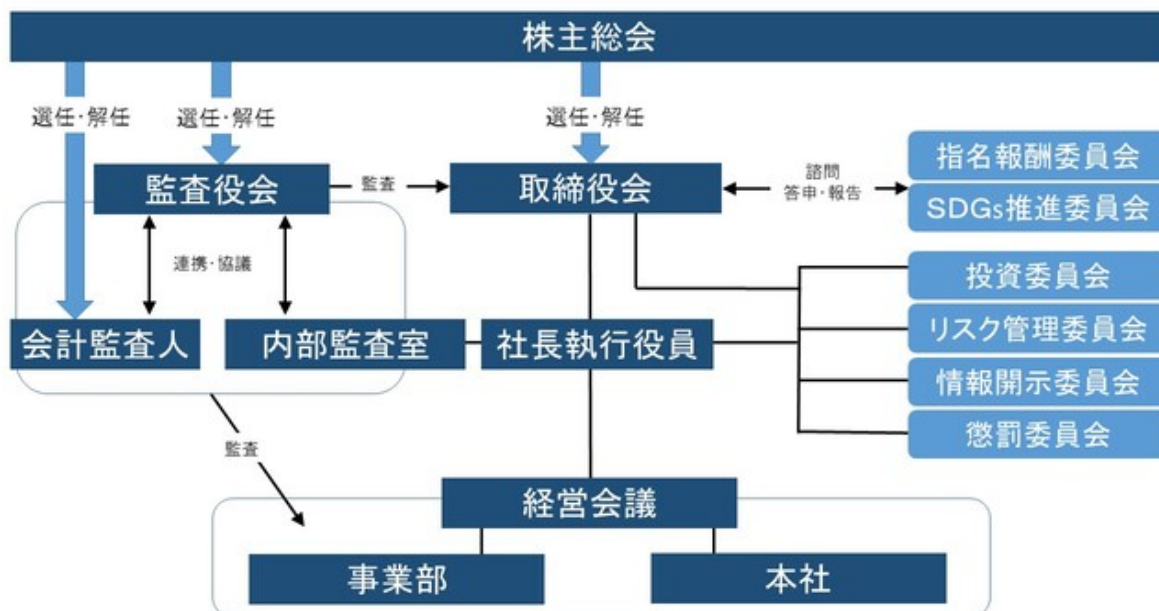 株主総会
選任・解任
選任・解任
選任・解任
監査役会
監査
取締役会
諮問
答申・報告
指名報酬委員会
SDGs推進委員会
連携・協議
投資委員会
会計監査人
内部監査室
社長執行役員
リスク管理委員会
情報開示委員会
懲罰委員会
監査
経営会議
事業部
本社